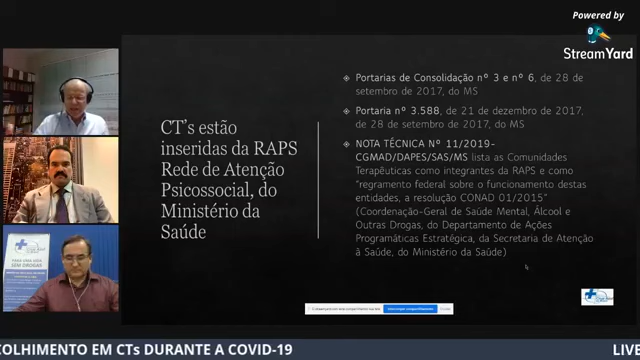 Powered by
StreamYard
CT's estão
inseridas da RAPS
Rede de Atenção
Psicossocial, do
Ministério da
Saúde
Portarias de Consolidação nº 3 e nº 6, de 28 de
setembro de 2017, do MS
Portaria nº 3.588, de 21 de dezembro de 2017,
de 28 de setembro de 2017, do MS
NOTA TÉCNICA Nº 11/2019-
CGMAD/DAPES/SAS/MS lista as Comunidades
Terapêuticas como integrantes da RAPS e como
"regramento federal sobre o funcionamento destas
entidades, a resolução CONAD 01/2015"
(Coordenação-Geral de Saúde Mental, Álcool e
Outras Drogas, do Departamento de Ações
Programáticas Estratégica, da Secretaria de Atenção
à Saúde, do Ministério da Saúde)
SEM DROGAS
COLHIMENTO EM CTs DURANTE A COVID-19
LIVE